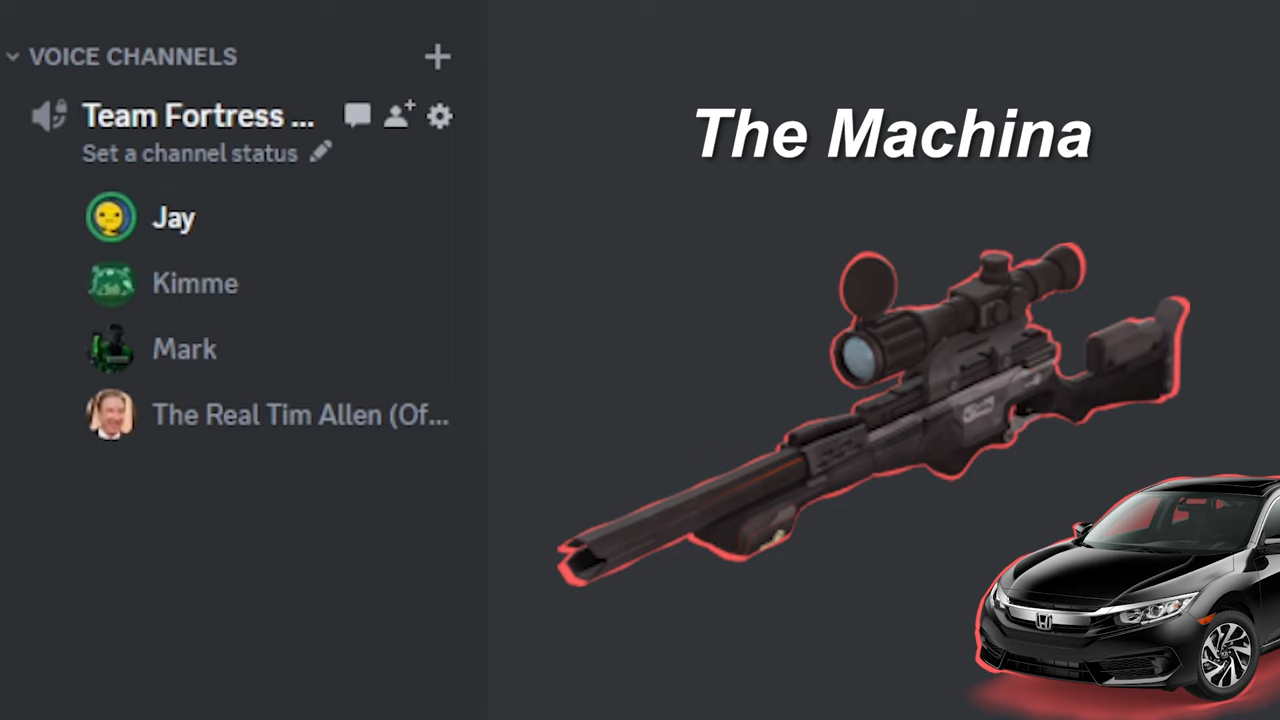 VOICE CHANNELS
Team Fortress ...
Set a channel status
Jay
Kimme
Mark
The Real Tim Allen (Of...
The Machina